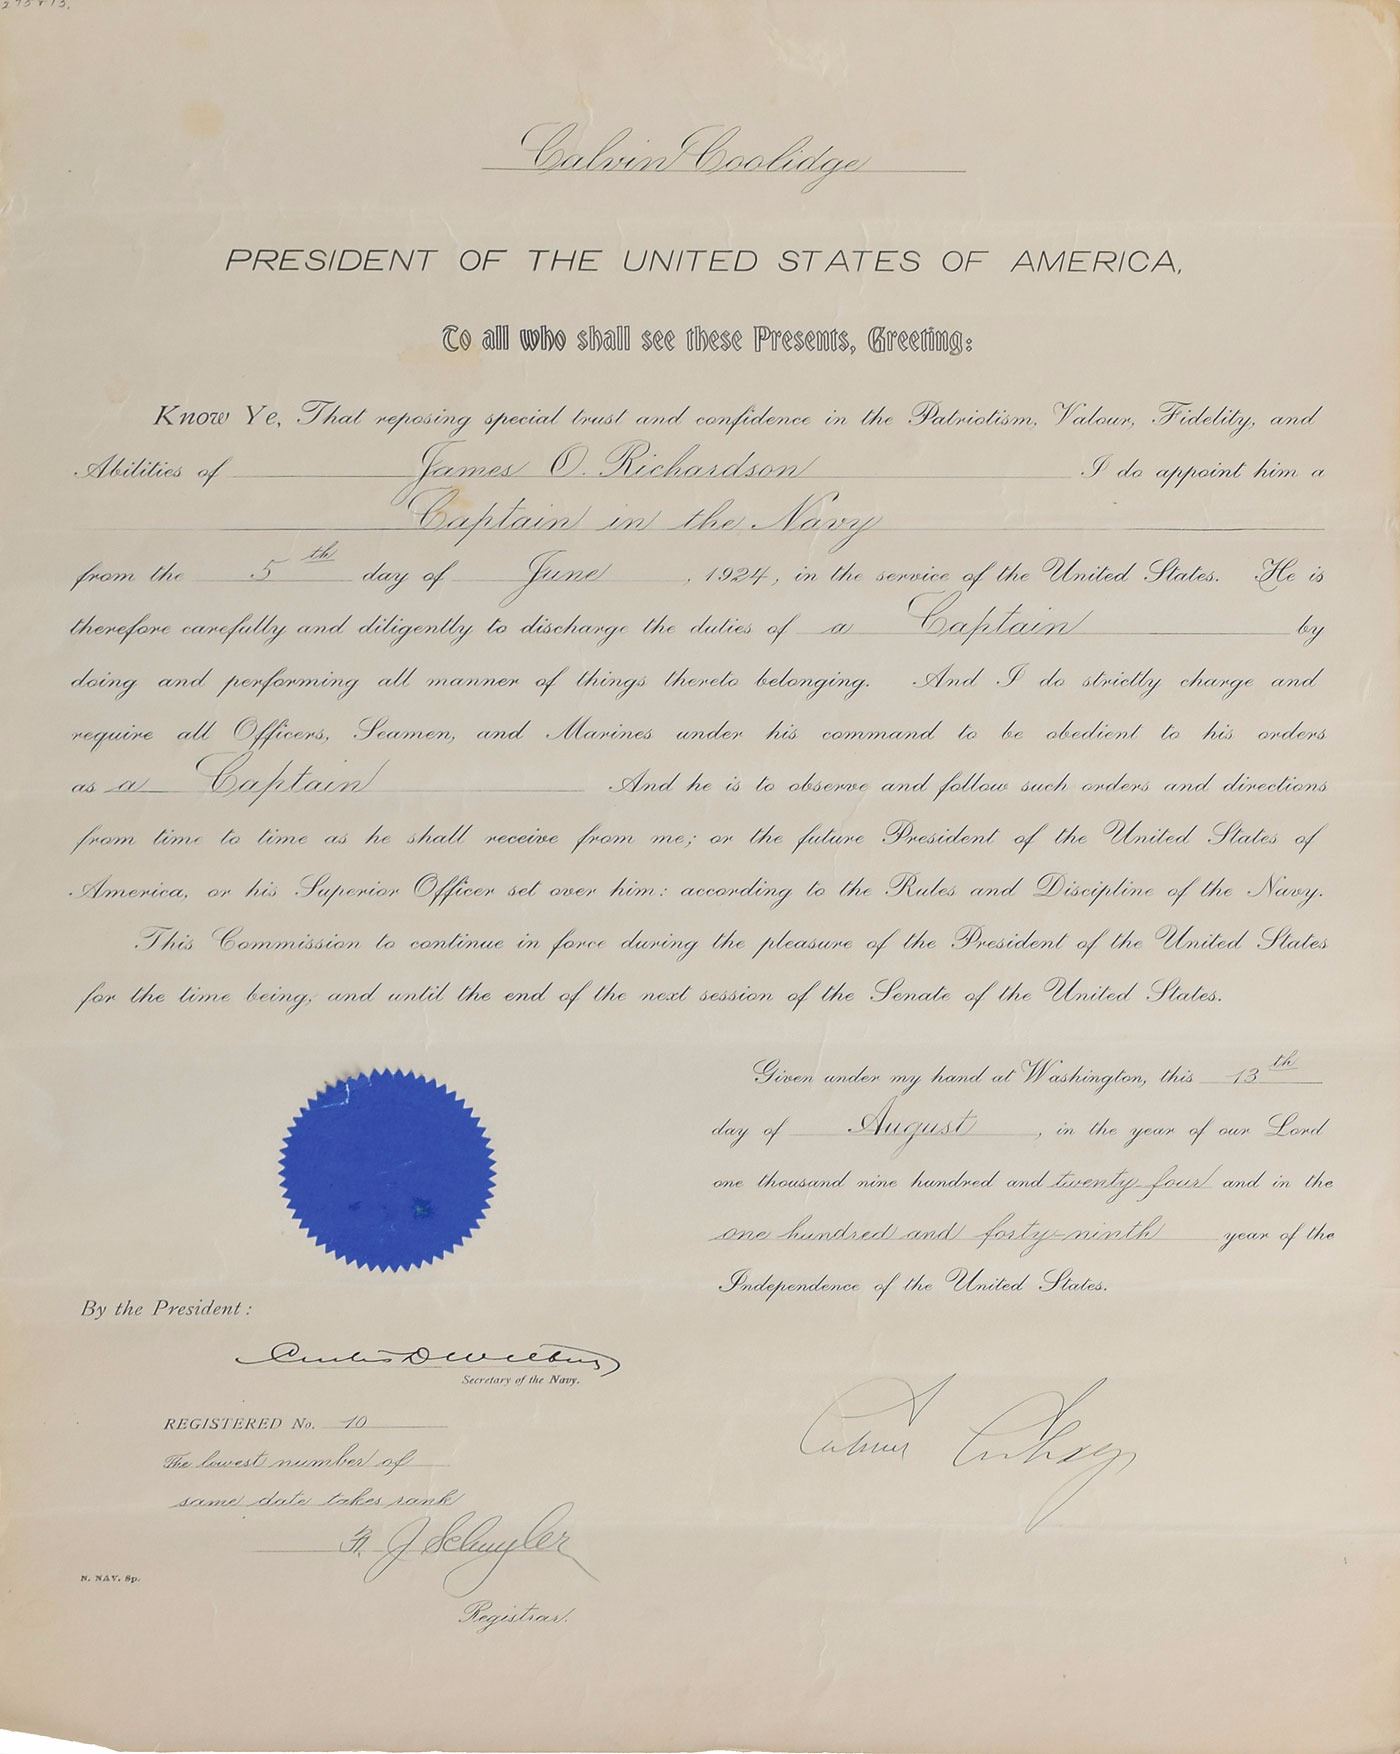 Calvin Coolidge
PRESIDENT OF THE UNITED STATES OF AMERICA,
To all who shall see these Presents, Greeting:
Know Ye, That reposing special trust and confidence in the Patriotism, Valour, Fidelity, and
Abilities of James O. Richardson I do appoint him a
Captain in the Navy
from the 5th day of June, 1924, in the service of the United States. He is
therefore carefully and diligently to discharge the duties of a Captain by
doing and performing all manner of things thereto belonging. And I do strictly charge and
require all Officers, Seamen, and Marines under his command to be obedient to his orders
as a Captain And he is to observe and follow such orders and directions
from time to time as he shall receive from me; or the future President of the United States of
America, or his Superior Officer set over him: according to the Rules and Discipline of the Navy.
This Commission to continue in force during the pleasure of the President of the United States
for the time being, and until the end of the next session of the Senate of the United States.
Given under my hand at Washington, this 13th
day of August, in the year of our Lord
one thousand nine hundred and twenty-four and in the
one hundred and forty-ninth year of the
Independence of the United States.
By the President:
Curtis D Wilbur
Secretary of the Navy.
Calvin Coolidge
REGISTERED No. 10
The lowest number of
same date takes rank
J Schuyler
Registrar.
N. NAV. Sp.